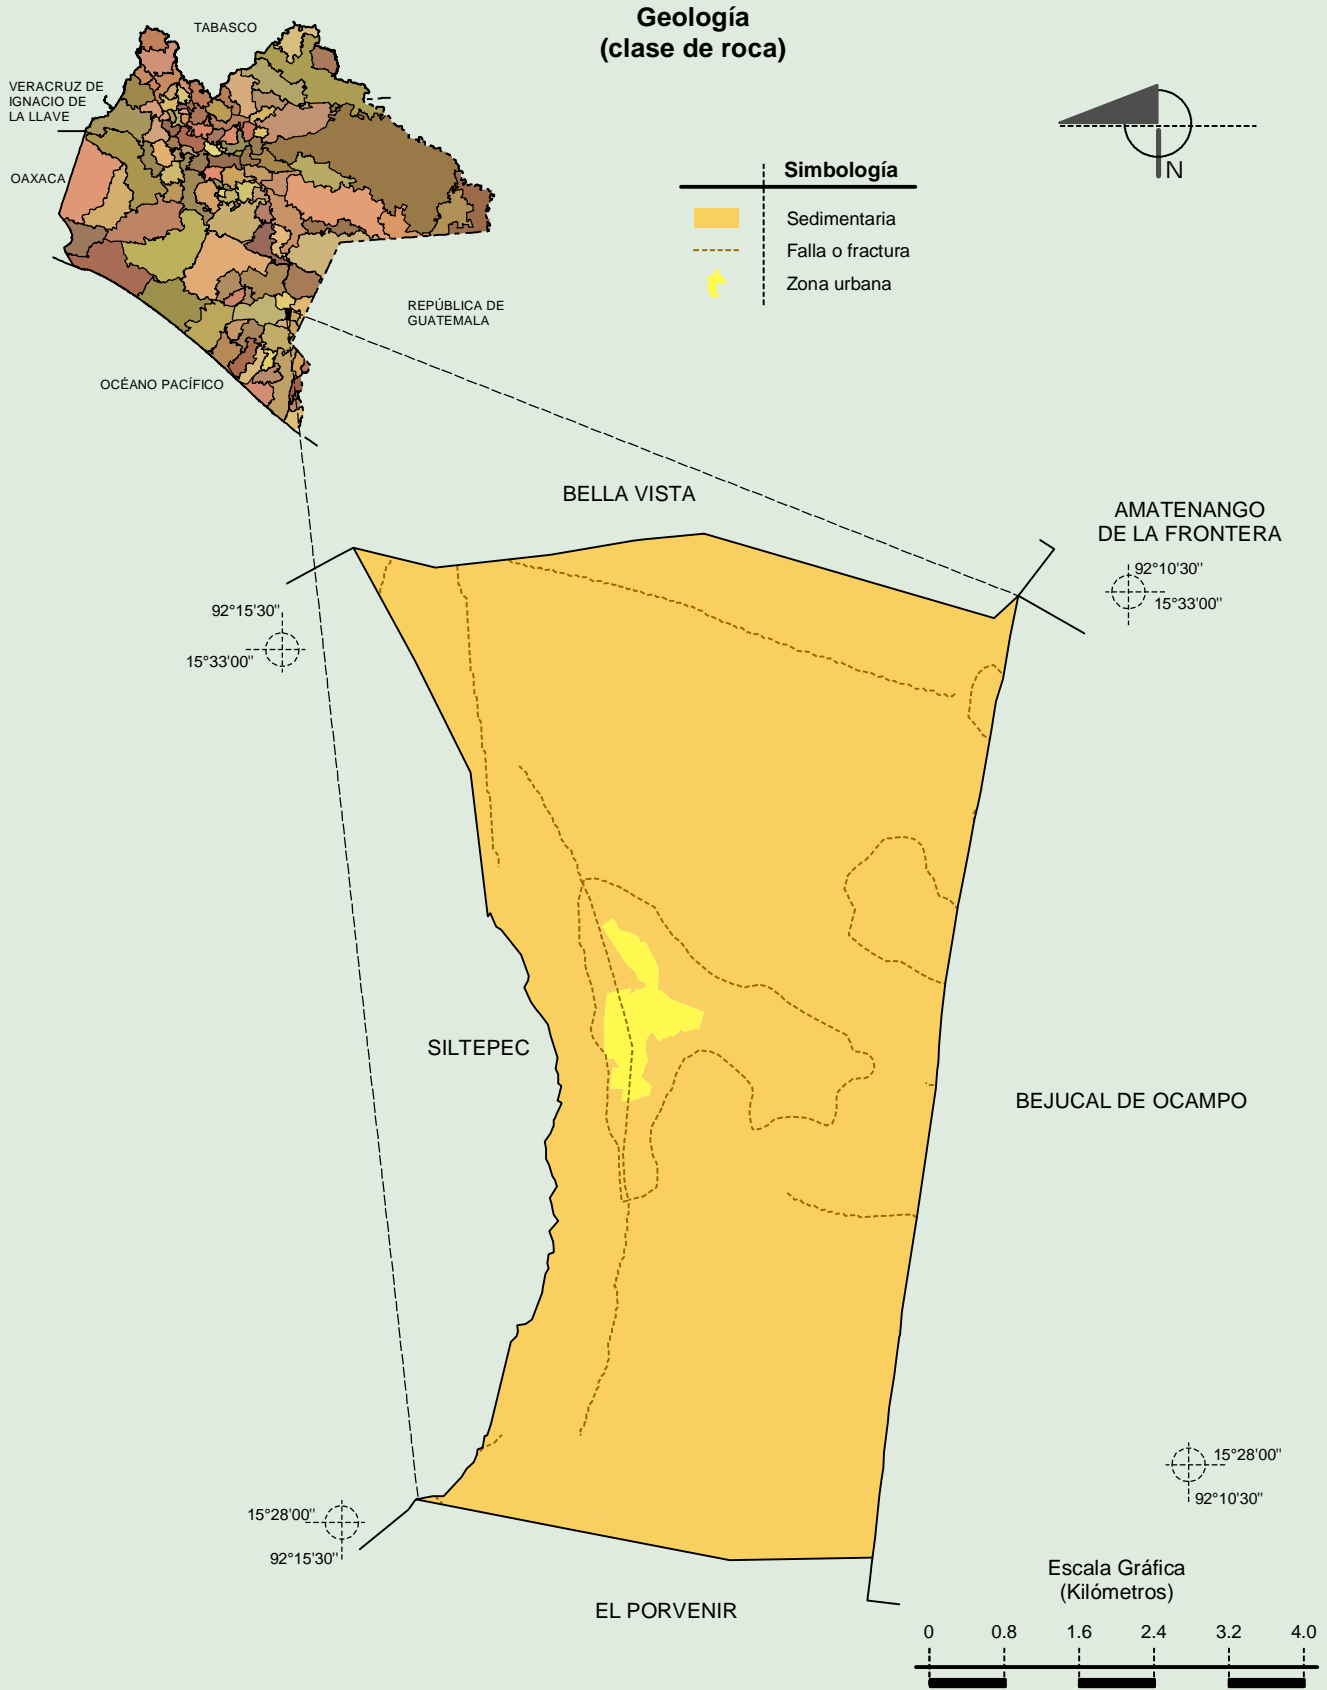 Geología
(clase de roca)
TABASCO
VERACRUZ DE
IGNACIO DE
LA LLAVE
OAXACA
REPÚBLICA DE
GUATEMALA
OCÉANO PACÍFICO
N
Simbología
Sedimentaria
Falla o fractura
Zona urbana
BELLA VISTA
AMATENANGO
DE LA FRONTERA
92°10'30"
15°33'00"
92°15'30"
15°33'00"
SILTEPEC
BEJUCAL DE OCAMPO
15°28'00"
92°10'30"
15°28'00"
92°15'30"
EL PORVENIR
Escala Gráfica
(Kilómetros)
0 0.8 1.6 2.4 3.2 4.0